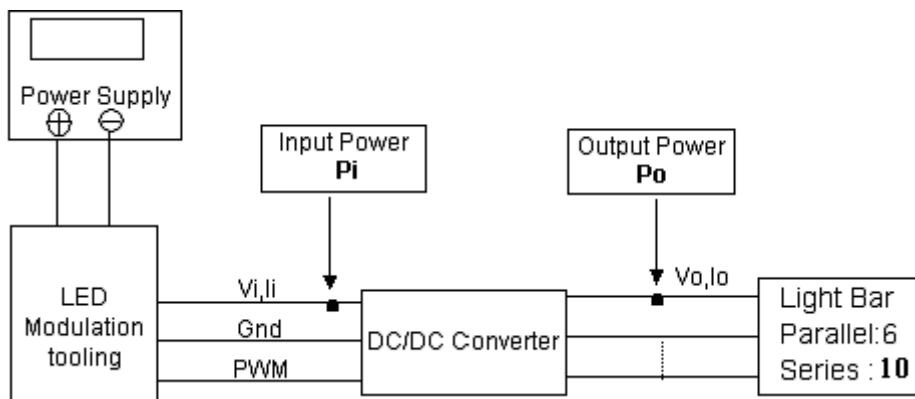 Power Supply
Input Power
Pi
Output Power
Po
LED
Modulation
tooling
Vi,Ii
Gnd
PWM
DC/DC Converter
Vo,Io
Light Bar
Parallel:6
Series : 10